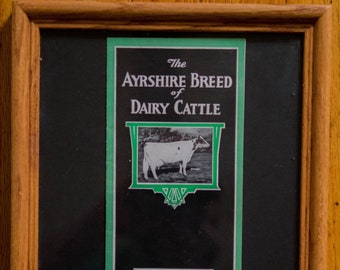 The
AYRSHIRE BREED
of
DAIRY CATTLE